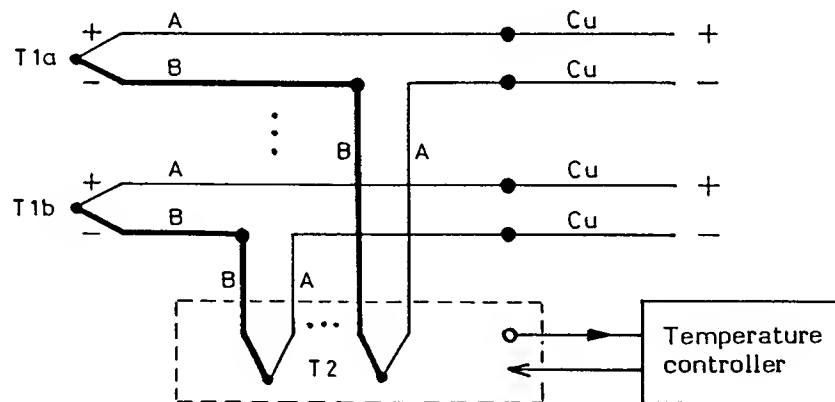 A Cu
+ +
T1a
B Cu
− −
B A
A Cu
+ +
T1b
B Cu
− −
B A
...
T2
Temperature
controller